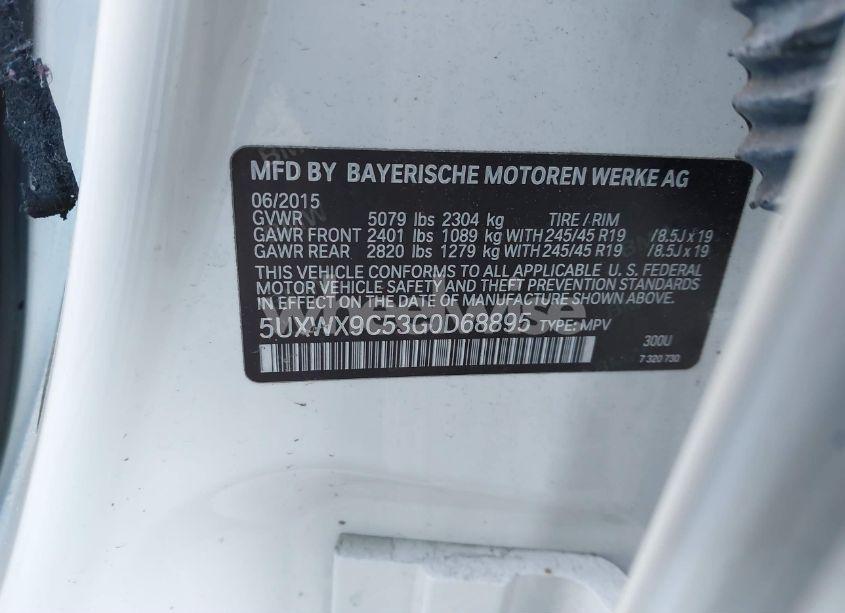 MFD BY BAYERISCHE MOTOREN WERKE AG
06/2015
GVWR 5079 lbs 2304 kg TIRE / RIM
GAWR FRONT 2401 lbs 1089 kg WITH 245/45 R19 /8.5J x 19
GAWR REAR 2820 lbs 1279 kg WITH 245/45 R19 /8.5J x 19
THIS VEHICLE CONFORMS TO ALL APPLICABLE U. S. FEDERAL
MOTOR VEHICLE SAFETY AND THEFT PREVENTION STANDARDS
IN EFFECT ON THE DATE OF MANUFACTURE SHOWN ABOVE.
5UXWX9C53G0D68895 TYPE: MPV
300U
7 320 730